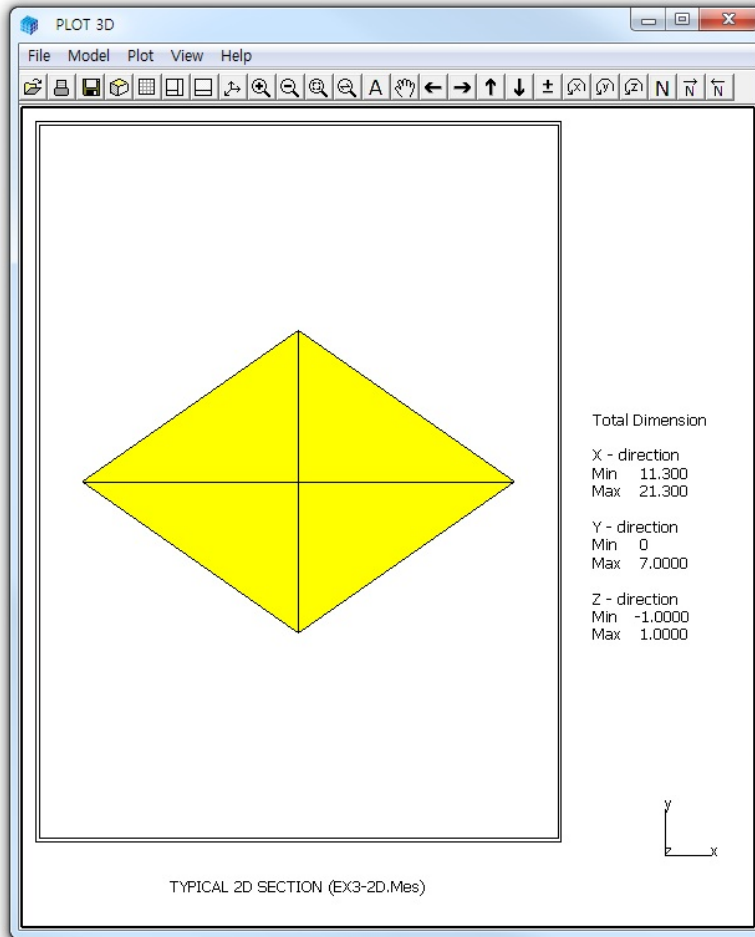 PLOT 3D
File Model Plot View Help
A N N N
Total Dimension
X - direction
Min 11.300
Max 21.300
Y - direction
Min 0
Max 7.0000
Z - direction
Min -1.0000
Max 1.0000
y
z x
TYPICAL 2D SECTION (EX3-2D.Mes)